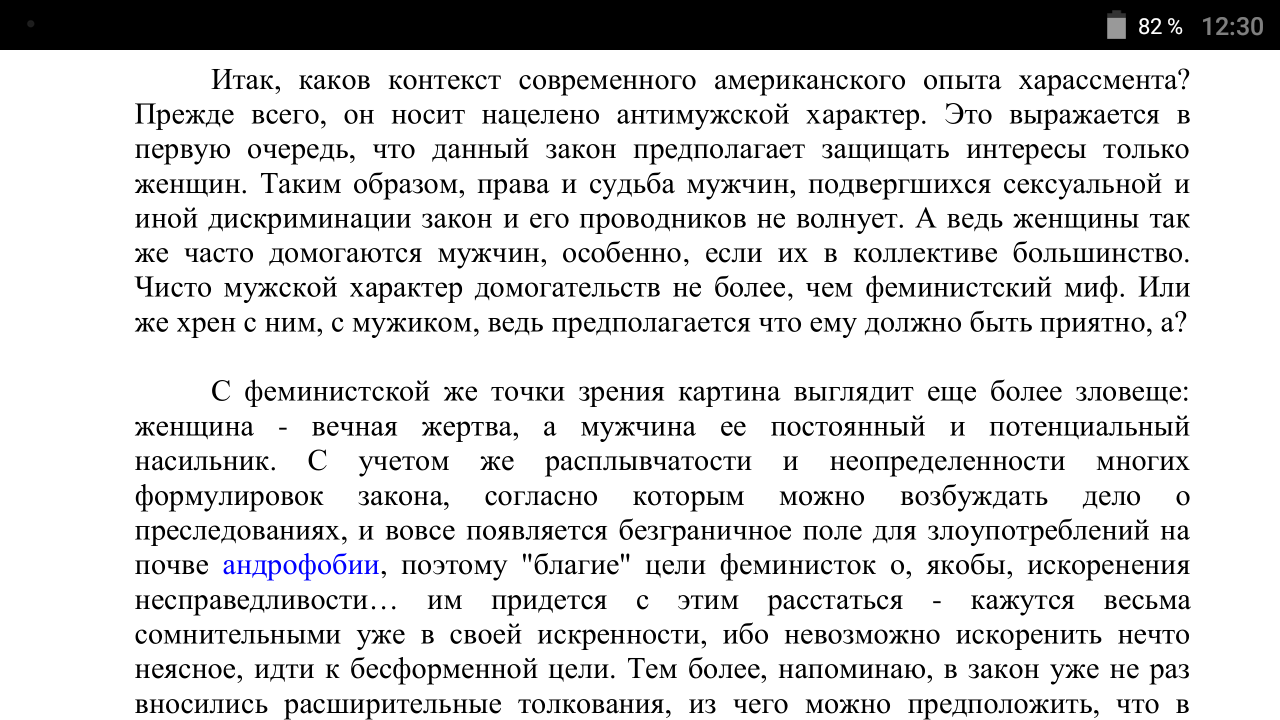 82 % 12:30
Итак, каков контекст современного американского опыта харассмента?
Прежде всего, он носит нацелено антимужской характер. Это выражается в
первую очередь, что данный закон предполагает защищать интересы только
женщин. Таким образом, права и судьба мужчин, подвергшихся сексуальной и
иной дискриминации закон и его проводников не волнует. А ведь женщины так
же часто домогаются мужчин, особенно, если их в коллективе большинство.
Чисто мужской характер домогательств не более, чем феминистский миф. Или
же хрен с ним, с мужиком, ведь предполагается что ему должно быть приятно, а?
С феминистской же точки зрения картина выглядит еще более зловеще:
женщина - вечная жертва, а мужчина ее постоянный и потенциальный
насильник. С учетом же расплывчатости и неопределенности многих
формулировок закона, согласно которым можно возбуждать дело о
преследованиях, и вовсе появляется безграничное поле для злоупотреблений на
почве андрофобии, поэтому "благие" цели феминисток о, якобы, искоренения
несправедливости… им придется с этим расстаться - кажутся весьма
сомнительными уже в своей искренности, ибо невозможно искоренить нечто
неясное, идти к бесформенной цели. Тем более, напоминаю, в закон уже не раз
вносились расширительные толкования, из чего можно предположить, что в